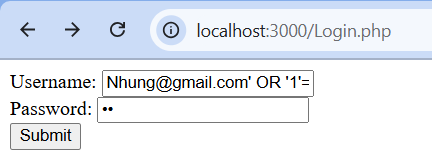 localhost:3000/Login.php
Username: Nhung@gmail.com' OR '1'=
Password: ••
Submit